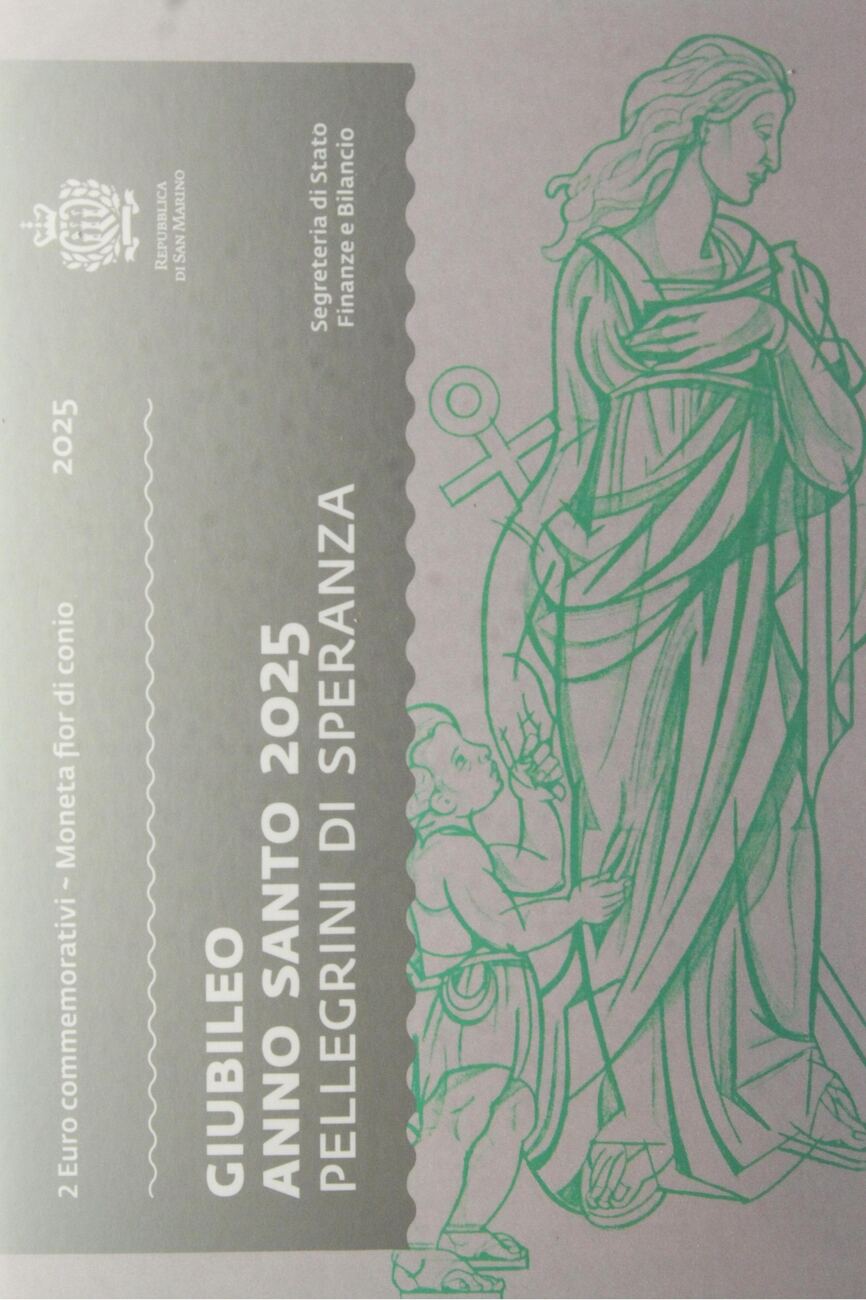 2 Euro commemorativi ~ Moneta fior di conio
2025
REPUBBLICA
DI SAN MARINO
GIUBILEO
ANNO SANTO 2025
PELLEGRINI DI SPERANZA
Segreteria di Stato
Finanze e Bilancio